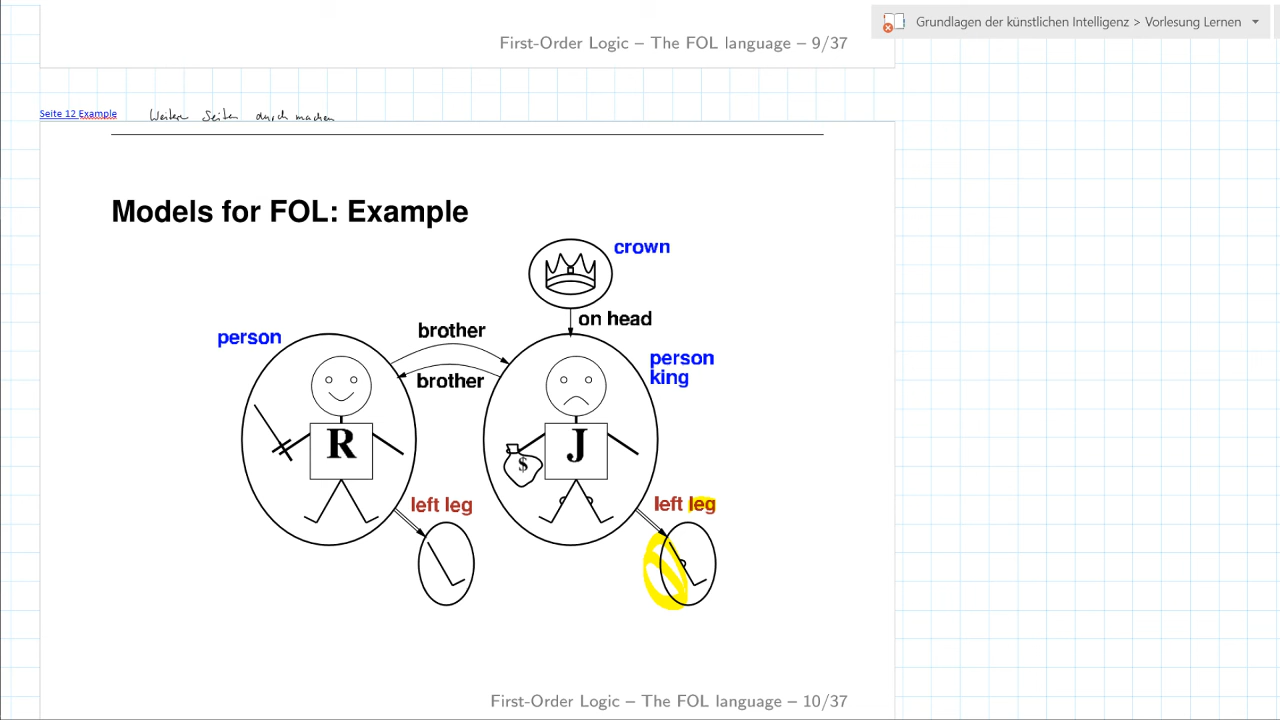 Grundlagen der künstlichen Intelligenz > Vorlesung Lernen
First-Order Logic – The FOL language – 9/37
Seite 12 Example
Weitere Seiten durch machen
Models for FOL: Example
crown
on head
person
brother
person
king
brother
R
J
$
left leg
left leg
First-Order Logic – The FOL language – 10/37